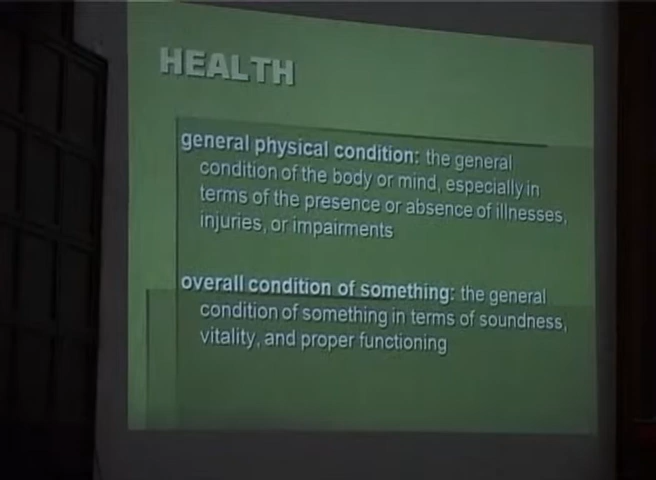 HEALTH
general physical condition: the general
condition of the body or mind, especially in
terms of the presence or absence of illnesses,
injuries, or impairments
overall condition of something: the general
condition of something in terms of soundness,
vitality, and proper functioning